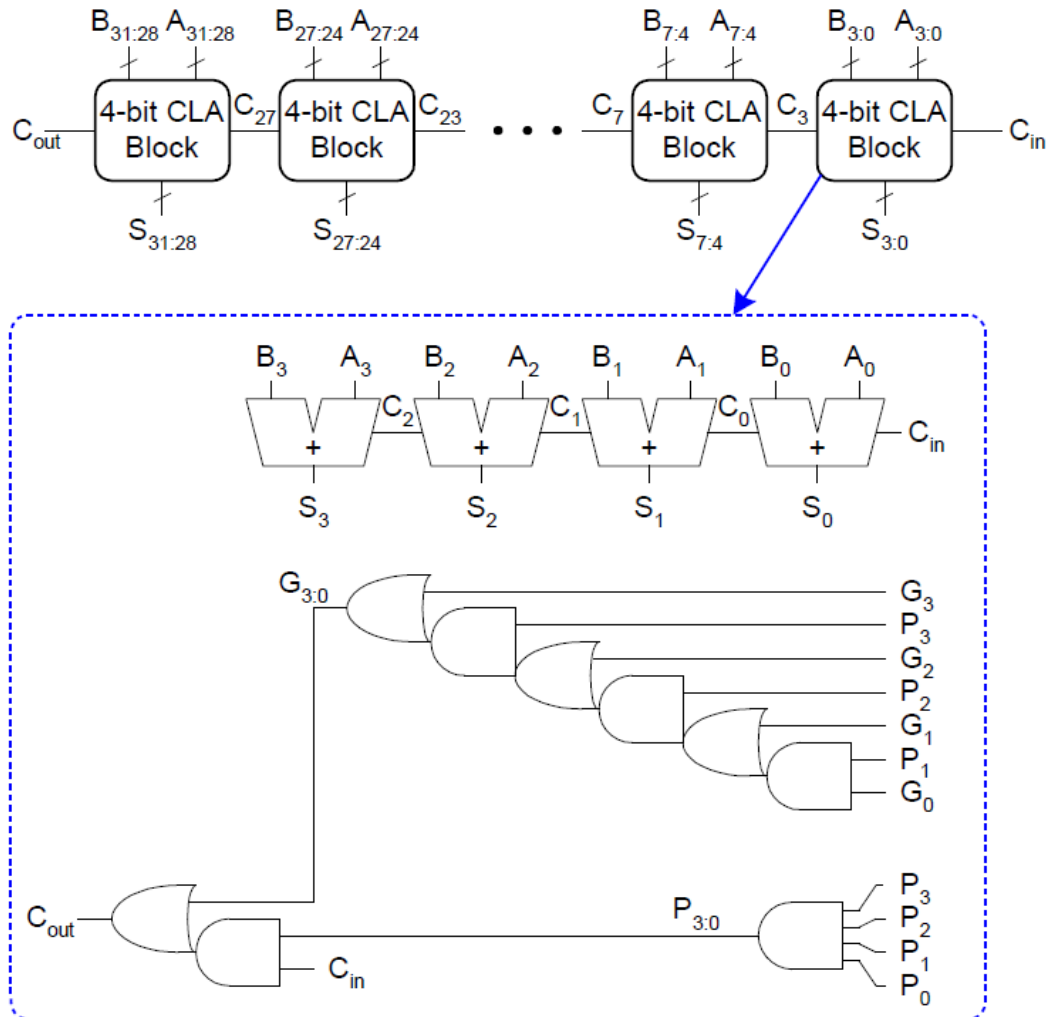 B31:28 A31:28 B27:24 A27:24 B7:4 A7:4 B3:0 A3:0
Cout 4-bit CLA Block C27 4-bit CLA Block C23 • • • C7 4-bit CLA Block C3 4-bit CLA Block Cin
S31:28 S27:24 S7:4 S3:0
B3 A3 B2 A2 B1 A1 B0 A0
C2 C1 C0
+ + + + Cin
S3 S2 S1 S0
G3:0 G3
P3
G2
P2
G1
P1
G0
P3
P3:0 P2
Cout P1
Cin P0